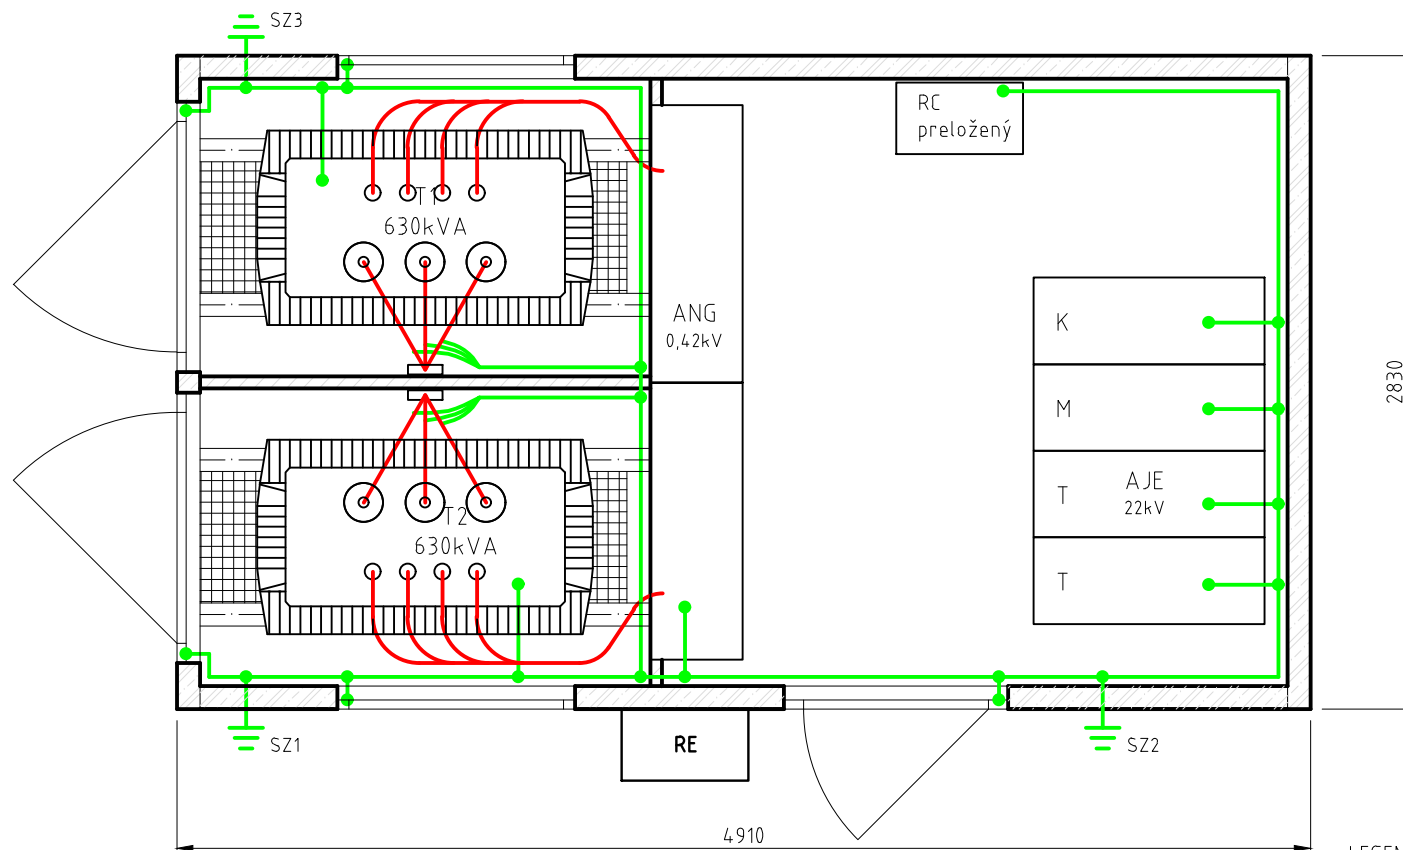 SZ3
RC
preložený
T1
630kVA
ANG
0,42kV
K
M
T
AJE
22kV
T
T2
630kVA
2830
SZ1
RE
SZ2
4910